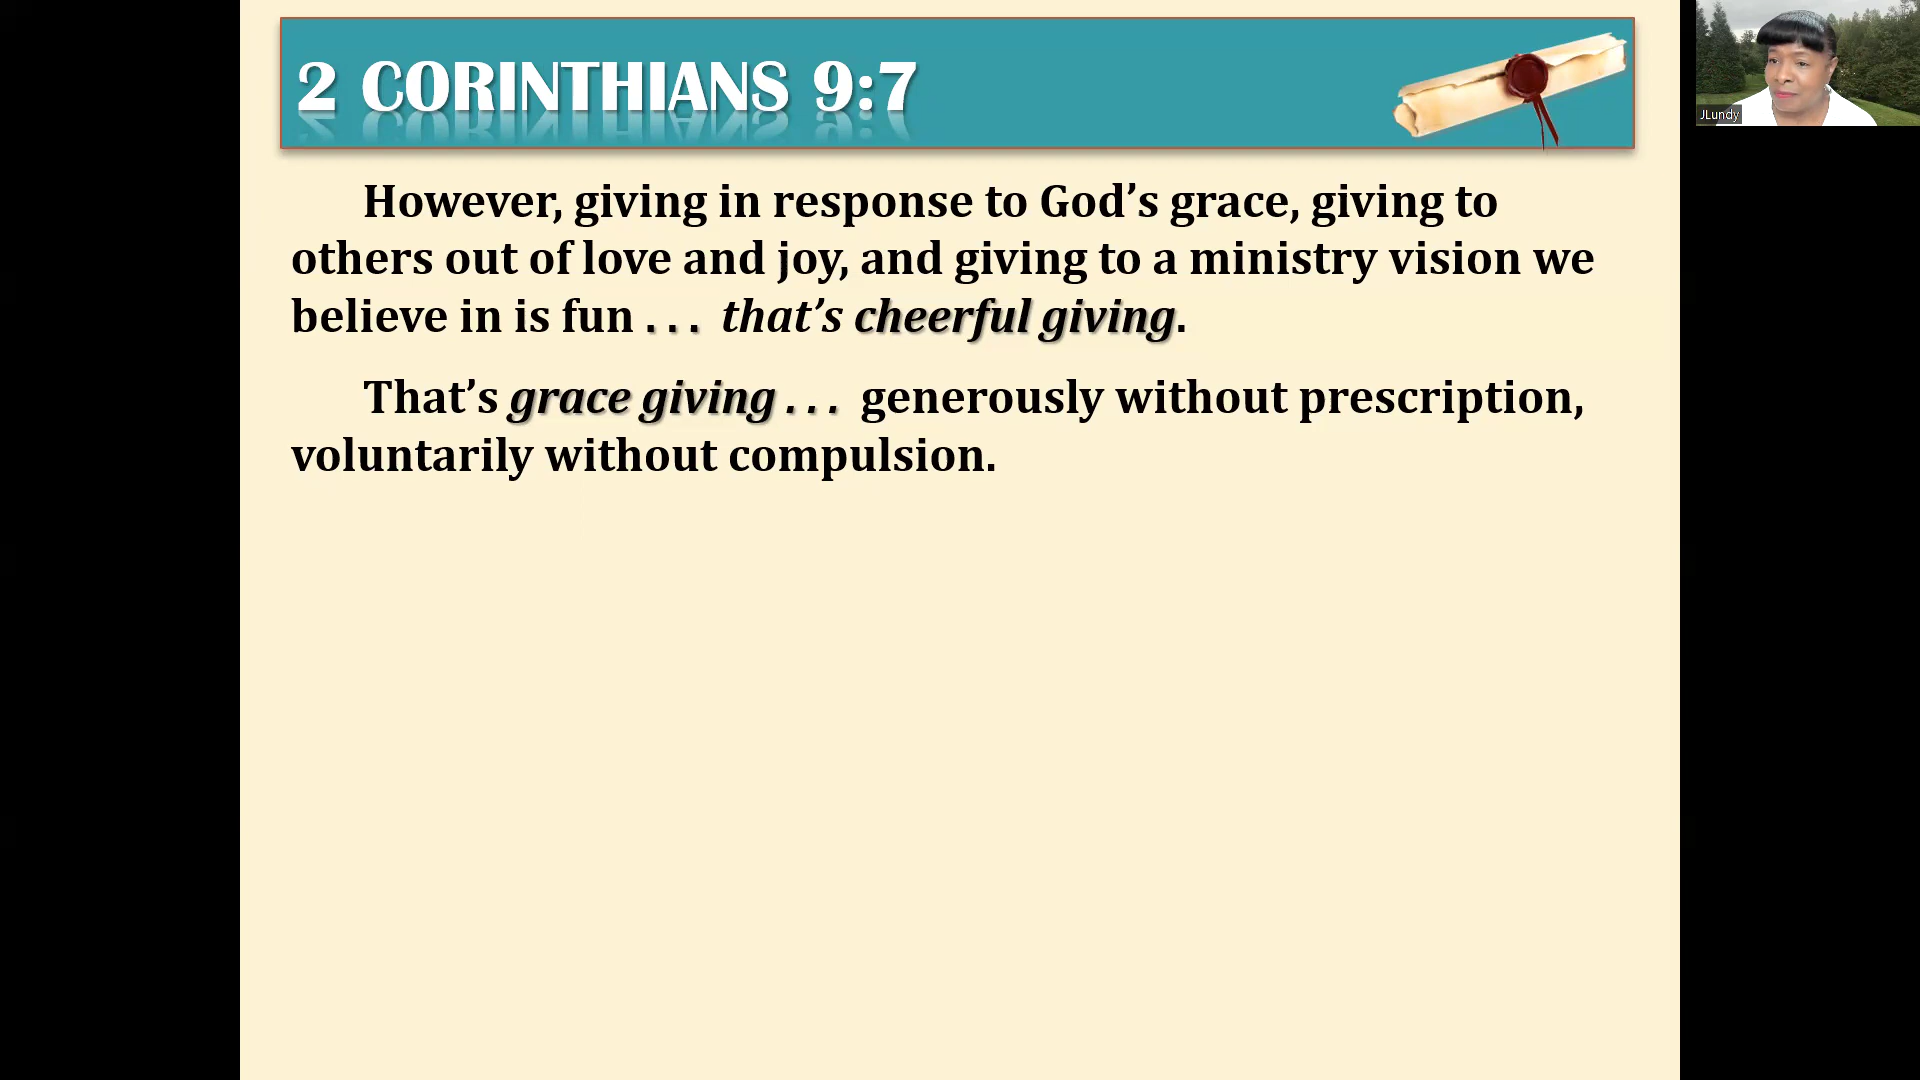 2 CORINTHIANS 9:7
JLundy
However, giving in response to God’s grace, giving to
others out of love and joy, and giving to a ministry vision we
believe in is fun . . . that’s cheerful giving.
That’s grace giving . . . generously without prescription,
voluntarily without compulsion.